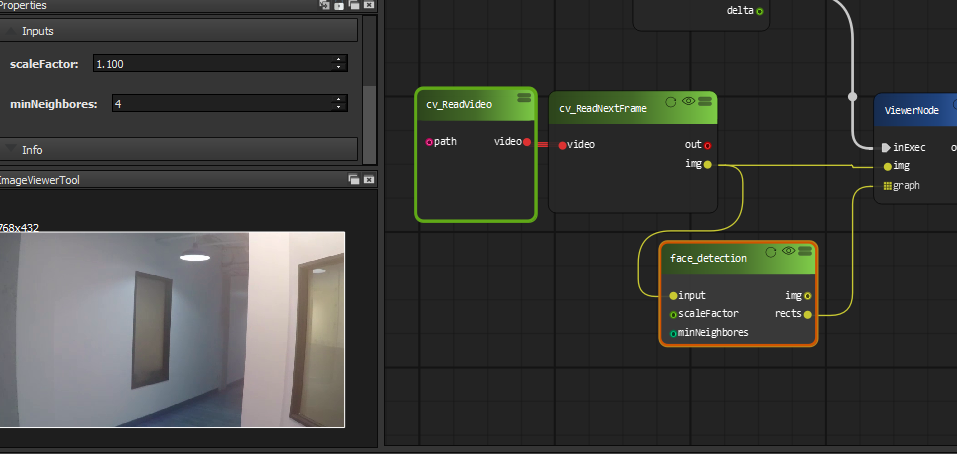 Properties
Inputs
scaleFactor: 1.100
minNeighbores: 4
Info
ImageViewerTool
768x432
delta
cv_ReadVideo
path video
cv_ReadNextFrame
video out
img
ViewerNode
inExec
img
graph
face_detection
input img
scaleFactor rects
minNeighbores